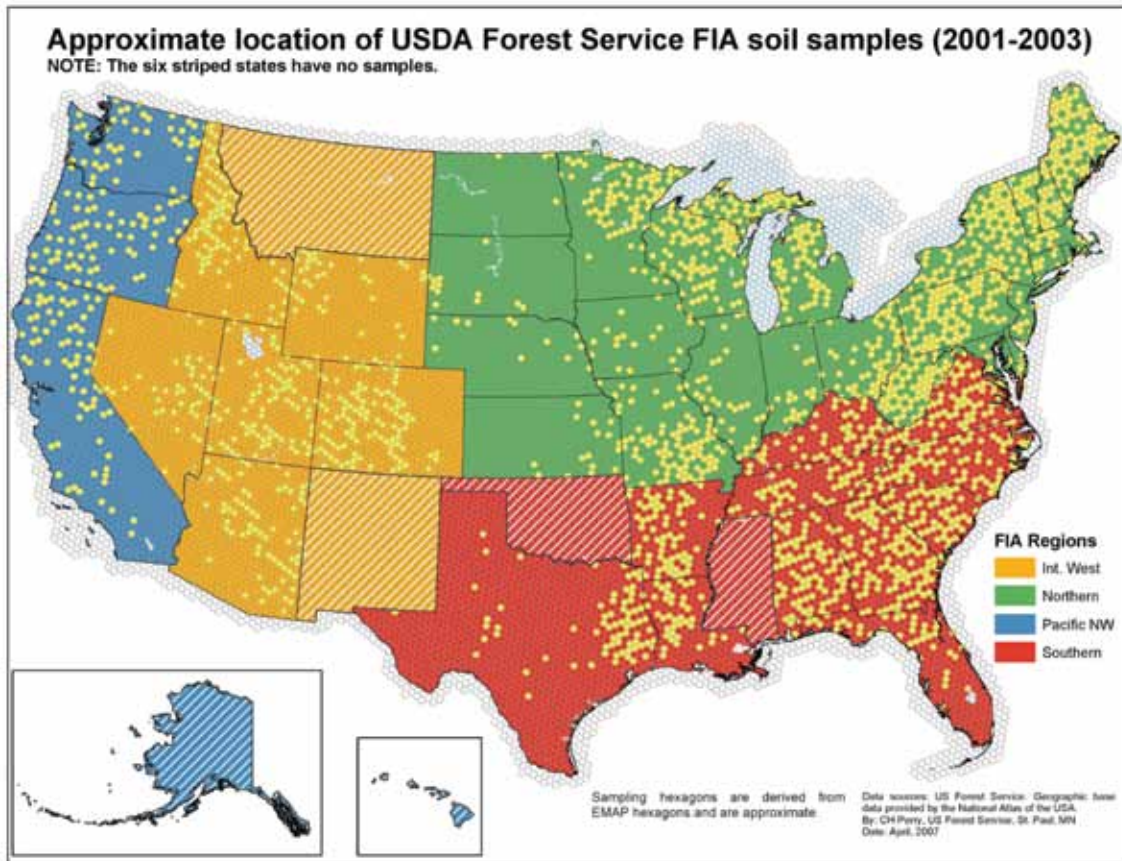 Approximate location of USDA Forest Service FIA soil samples (2001-2003)
NOTE: The six striped states have no samples.
FIA Regions
Int. West
Northern
Pacific NW
Southern
Sampling hexagons are derived from
EMAP hexagons and are approximate.
Data sources: US Forest Service. Geographic base
data provided by the National Atlas of the USA.
By: CH Perry, US Forest Service, St. Paul, MN
Date: April, 2007